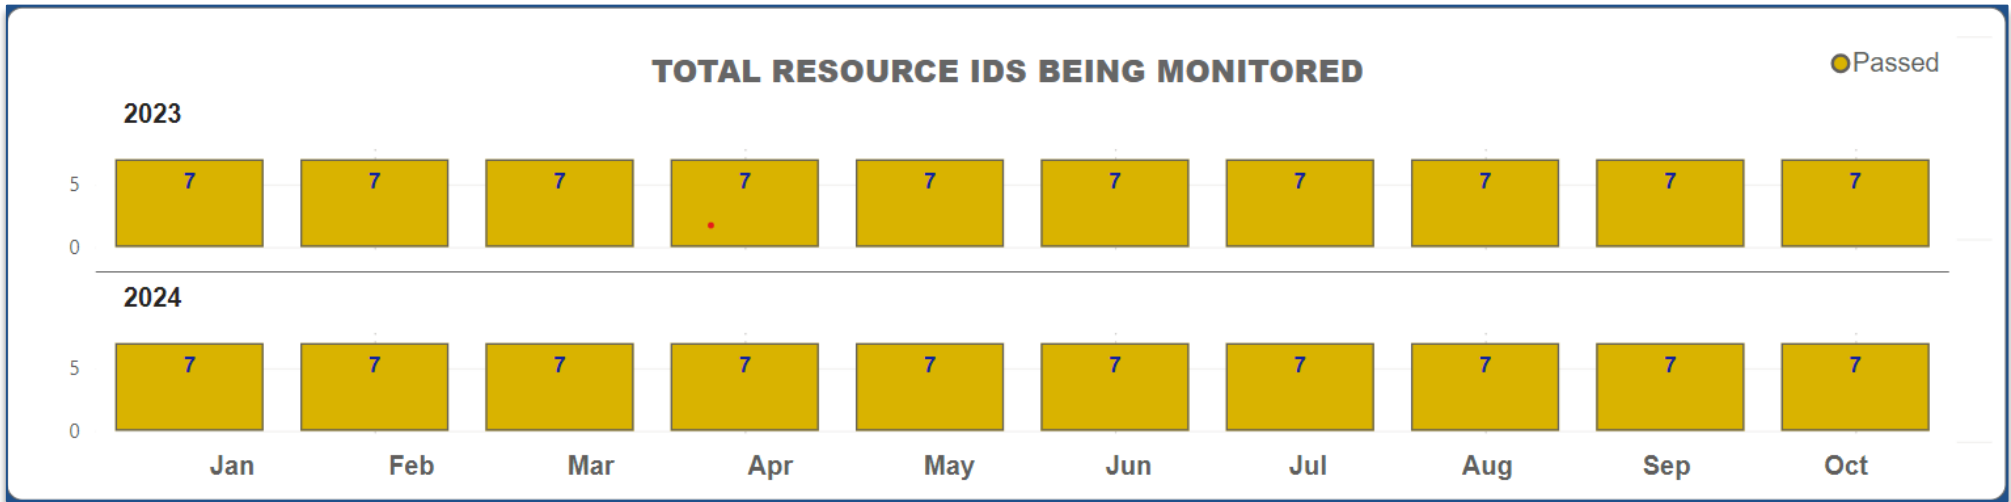 TOTAL RESOURCE IDS BEING MONITORED
Passed
2023
5
7 7 7 7 7 7 7 7 7 7
0
2024
5
7 7 7 7 7 7 7 7 7 7
0
Jan Feb Mar Apr May Jun Jul Aug Sep Oct